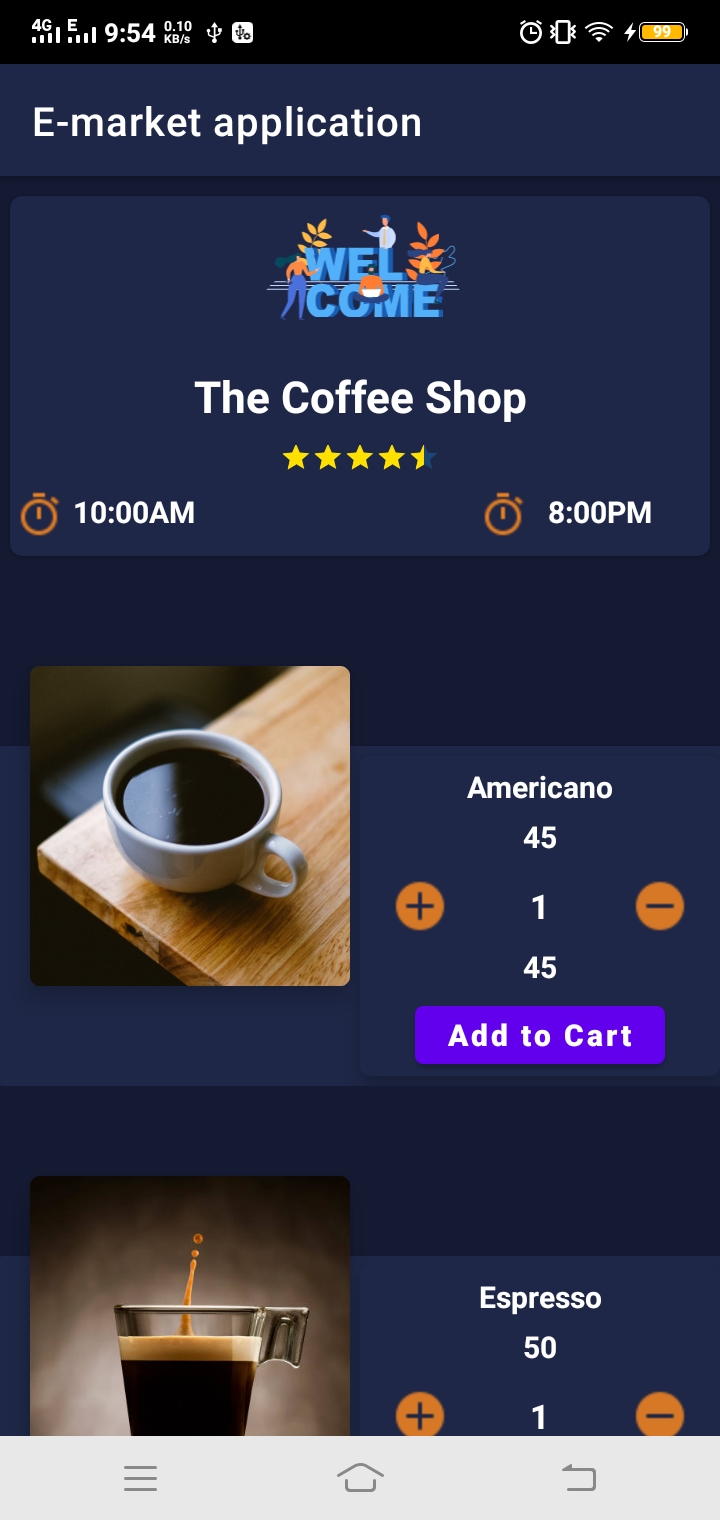 4G E 9:54 0.10 KB/s 99
E-market application
WEL
COME
The Coffee Shop
10:00AM 8:00PM
Americano
45
1
45
Add to Cart
Espresso
50
1